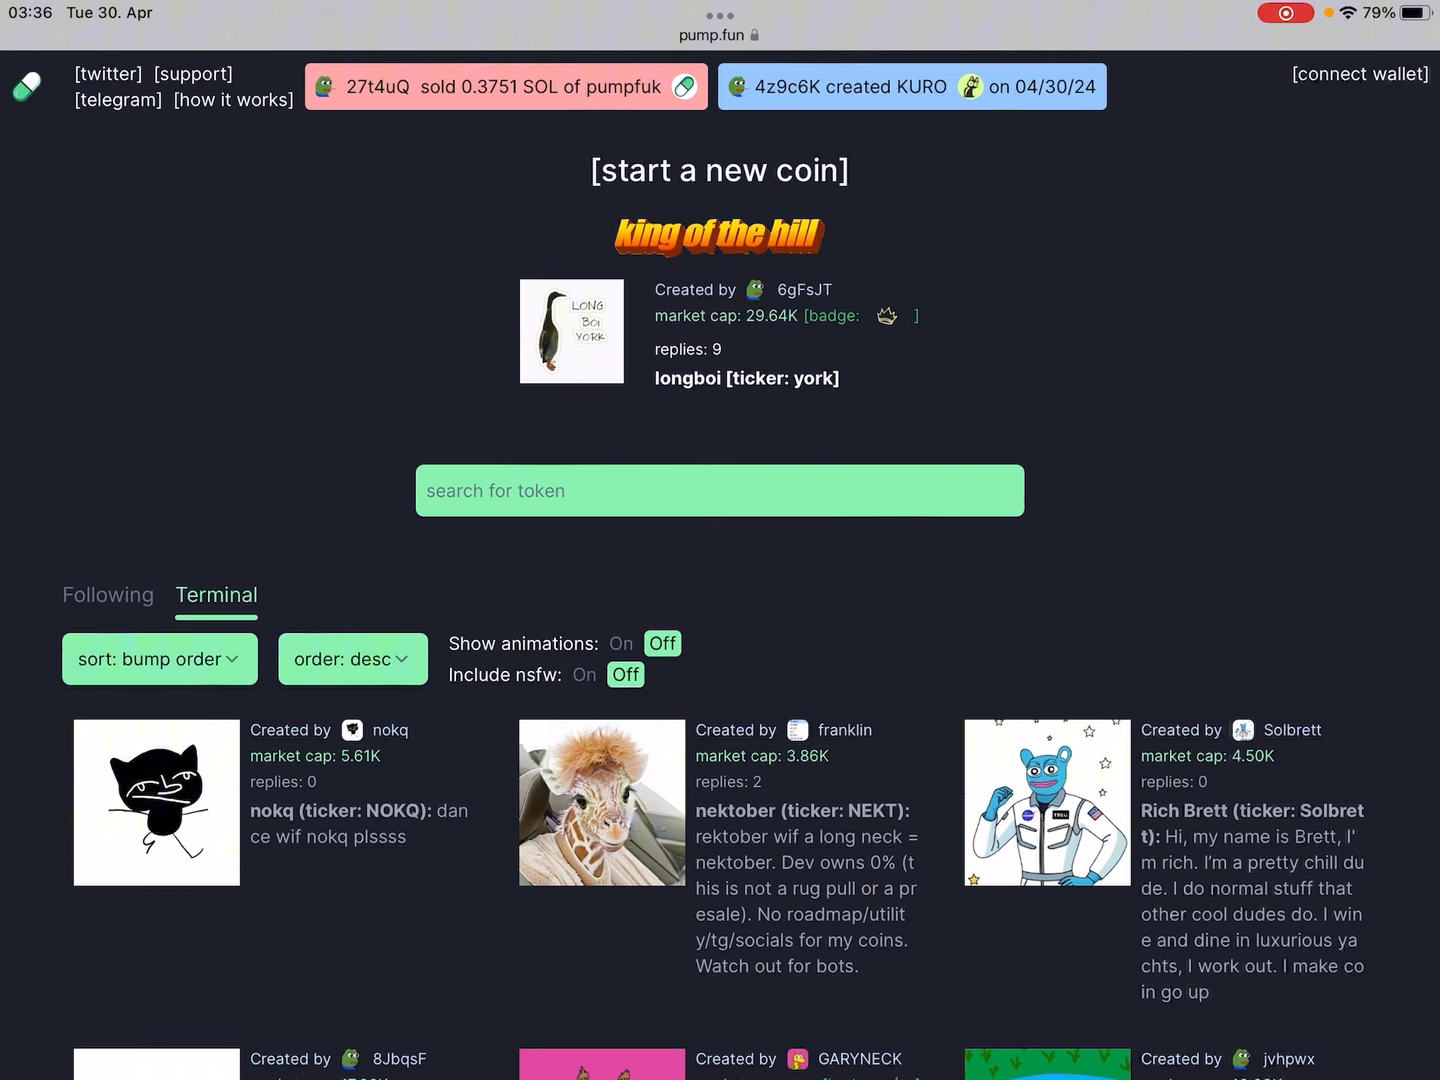 03:36 Tue 30. Apr
79%
pump.fun
[twitter] [support]
[telegram] [how it works]
27t4uQ sold 0.3751 SOL of pumpfuk
4z9c6K created KURO on 04/30/24
[connect wallet]
[start a new coin]
king of the hill
LONG
BOI
YORK
Created by 6gFsJT
market cap: 29.64K [badge: ]
replies: 9
longboi [ticker: york]
search for token
Following Terminal
sort: bump order
order: desc
Show animations: On Off
Include nsfw: On Off
Created by nokq
market cap: 5.61K
replies: 0
nokq (ticker: NOKQ): dan
ce wif nokq plssss
Created by franklin
market cap: 3.86K
replies: 2
nektober (ticker: NEKT):
rektober wif a long neck =
nektober. Dev owns 0% (t
his is not a rug pull or a pr
esale). No roadmap/utilit
y/tg/socials for my coins.
Watch out for bots.
Created by Solbrett
market cap: 4.50K
replies: 0
Rich Brett (ticker: Solbret
t): Hi, my name is Brett, I'
m rich. I'm a pretty chill du
de. I do normal stuff that
other cool dudes do. I win
e and dine in luxurious ya
chts, I work out. I make co
in go up
Created by 8JbqsF
Created by GARYNECK
Created by jvhpwx